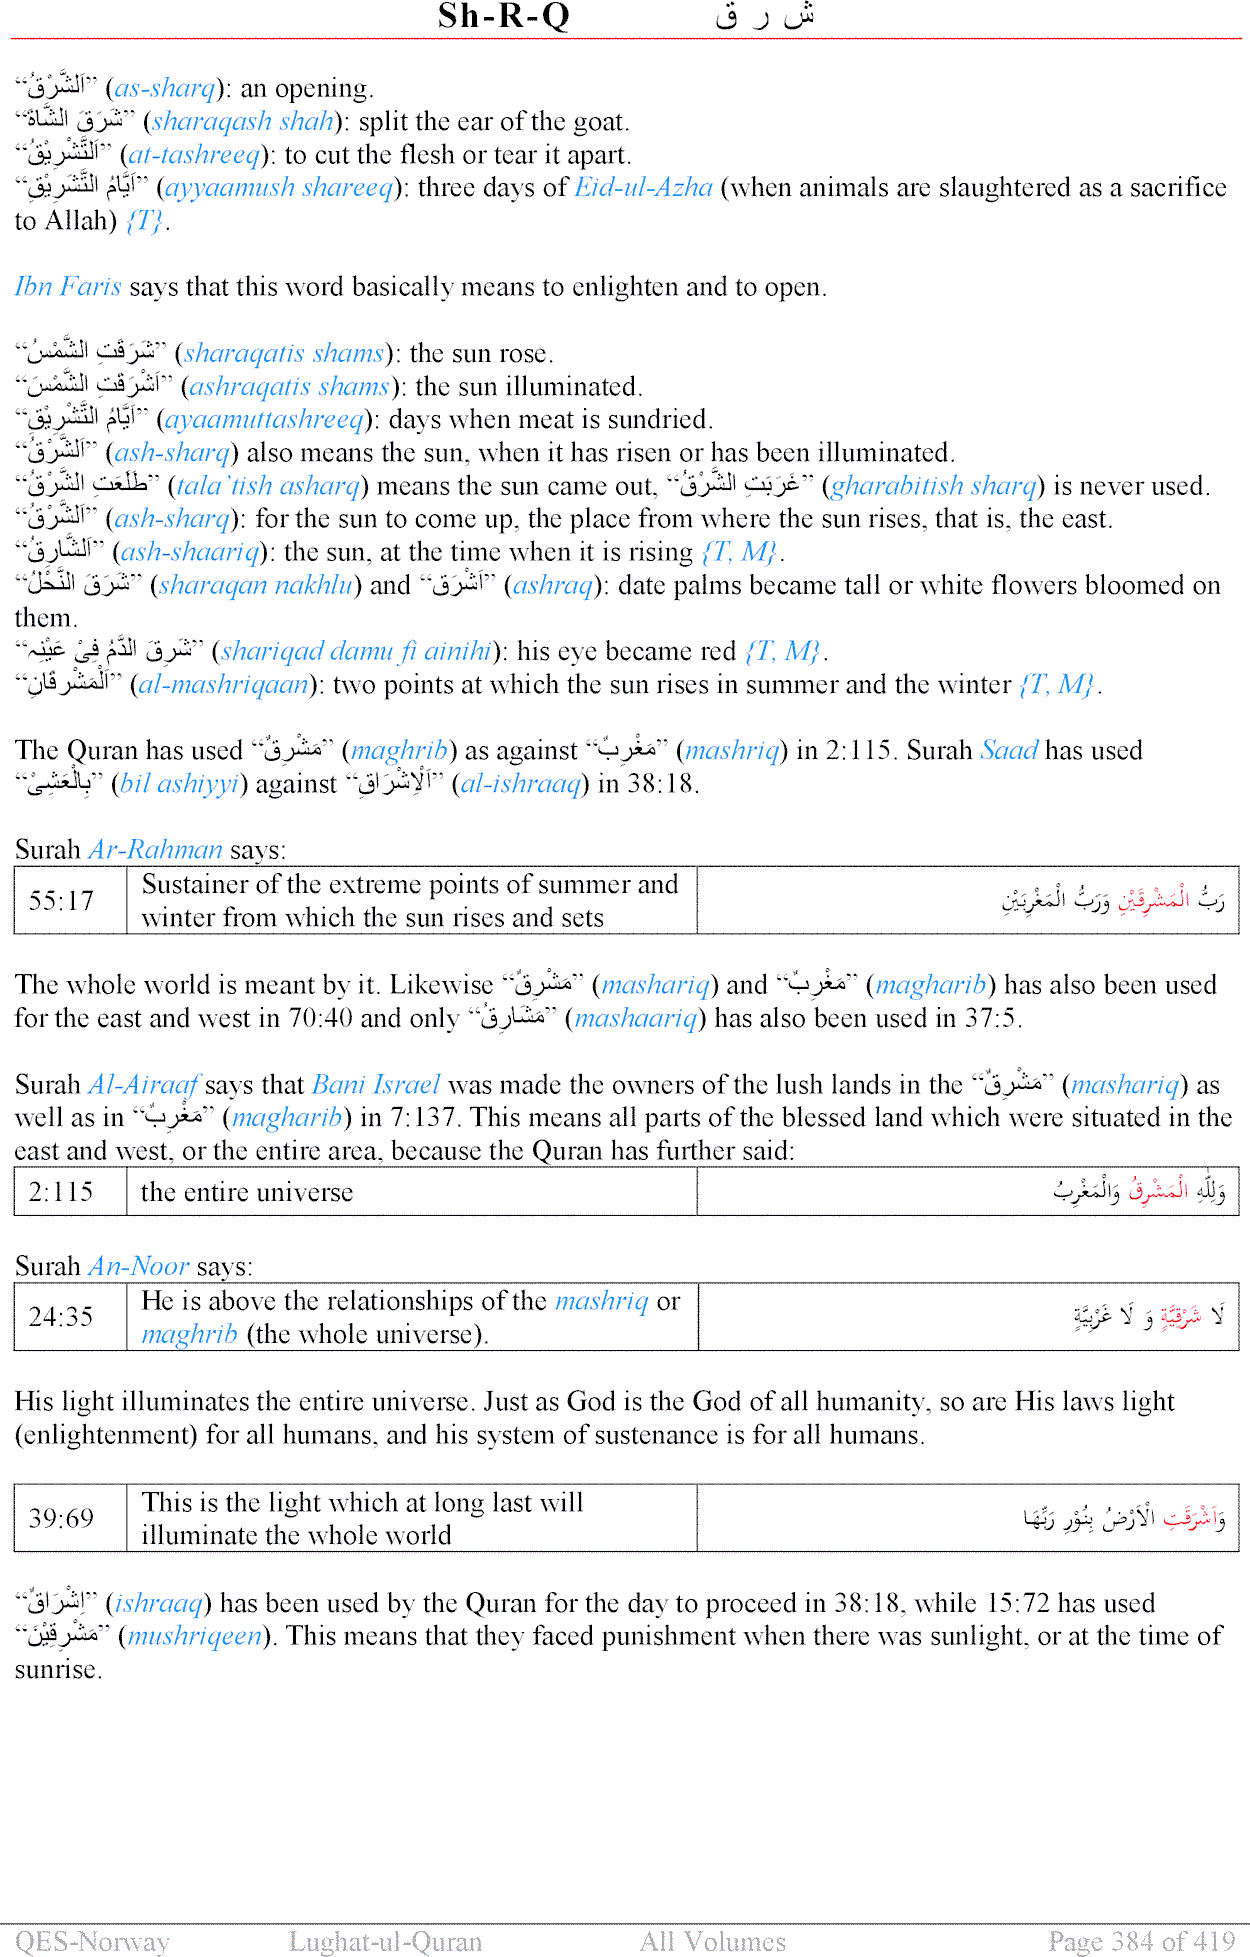 Sh-R-Q ش ر ق
“اَلشَّرْقُ” (as-sharq): an opening.
“شَرَقَ الشَّاۃَ” (sharaqash shah): split the ear of the goat.
“اَلتَّشْرِیْقُ” (at-tashreeq): to cut the flesh or tear it apart.
“اَیَّامُ التَّشَرِیْقِ” (ayyaamush shareeq): three days of Eid-ul-Azha (when animals are slaughtered as a sacrifice
to Allah) {T}.
Ibn Faris says that this word basically means to enlighten and to open.
“شَرَقَتِ الشَّمْسُ” (sharaqatis shams): the sun rose.
“اَشْرَقَتِ الشَّمْسَ” (ashraqatis shams): the sun illuminated.
“اَیَّامُ التَّشْرِیْقِ” (ayaamuttashreeq): days when meat is sundried.
“اَلشَّرْقُ” (ash-sharq) also means the sun, when it has risen or has been illuminated.
“طَلَعَتِ الشَّرْقُ” (tala’tish asharq) means the sun came out, “غَرَبَتِ الشَّرْقُ” (gharabitish sharq) is never used.
“اَلشَّرْقُ” (ash-sharq): for the sun to come up, the place from where the sun rises, that is, the east.
“اَلشَّارِقُ” (ash-shaariq): the sun, at the time when it is rising {T, M}.
“شَرَقَ النَّخْلُ” (sharaqan nakhlu) and “اَشْرَقَ” (ashraq): date palms became tall or white flowers bloomed on
them.
“شَرِقَ الدَّمُ فِیْ عَیْنِہٖ” (shariqad damu fi ainihi): his eye became red {T, M}.
“اَلْمَشْرِقَانِ” (al-mashriqaan): two points at which the sun rises in summer and the winter {T, M}.
The Quran has used “مَشْرِقٌ” (maghrib) as against “مَغْرِبٌ” (mashriq) in 2:115. Surah Saad has used
“بِالْعَشِیْ” (bil ashiyyi) against “اَلْاِشْرَاقِ” (al-ishraaq) in 38:18.
Surah Ar-Rahman says:
55:17 Sustainer of the extreme points of summer and رَبُّ الْمَشْرِقَیْنِ وَرَبُّ الْمَغْرِبَیْنِ
winter from which the sun rises and sets
The whole world is meant by it. Likewise “مَشْرِقٌ” (mashariq) and “مَغْرِبٌ” (magharib) has also been used
for the east and west in 70:40 and only “مَشَارِقُ” (mashaariq) has also been used in 37:5.
Surah Al-Airaaf says that Bani Israel was made the owners of the lush lands in the “مَشْرِقٌ” (mashariq) as
well as in “مَغْرِبٌ” (magharib) in 7:137. This means all parts of the blessed land which were situated in the
east and west, or the entire area, because the Quran has further said:
2:115 the entire universe وَلِلّٰہِ الْمَشْرِقُ وَالْمَغْرِبُ
Surah An-Noor says:
24:35 He is above the relationships of the mashriq or لَا شَرْقِیَّۃٍ وَ لَا غَرْبِیَّۃٍ
maghrib (the whole universe).
His light illuminates the entire universe. Just as God is the God of all humanity, so are His laws light
(enlightenment) for all humans, and his system of sustenance is for all humans.
39:69 This is the light which at long last will وَاَشْرَقَتِ الْاَرْضُ بِنُوْرِ رَبِّھَا
illuminate the whole world
“اِشْرَاقٌ” (ishraaq) has been used by the Quran for the day to proceed in 38:18, while 15:72 has used
“مَشْرِقِیْنَ” (mushriqeen). This means that they faced punishment when there was sunlight, or at the time of
sunrise.
QES-Norway Lughat-ul-Quran All Volumes Page 384 of 419